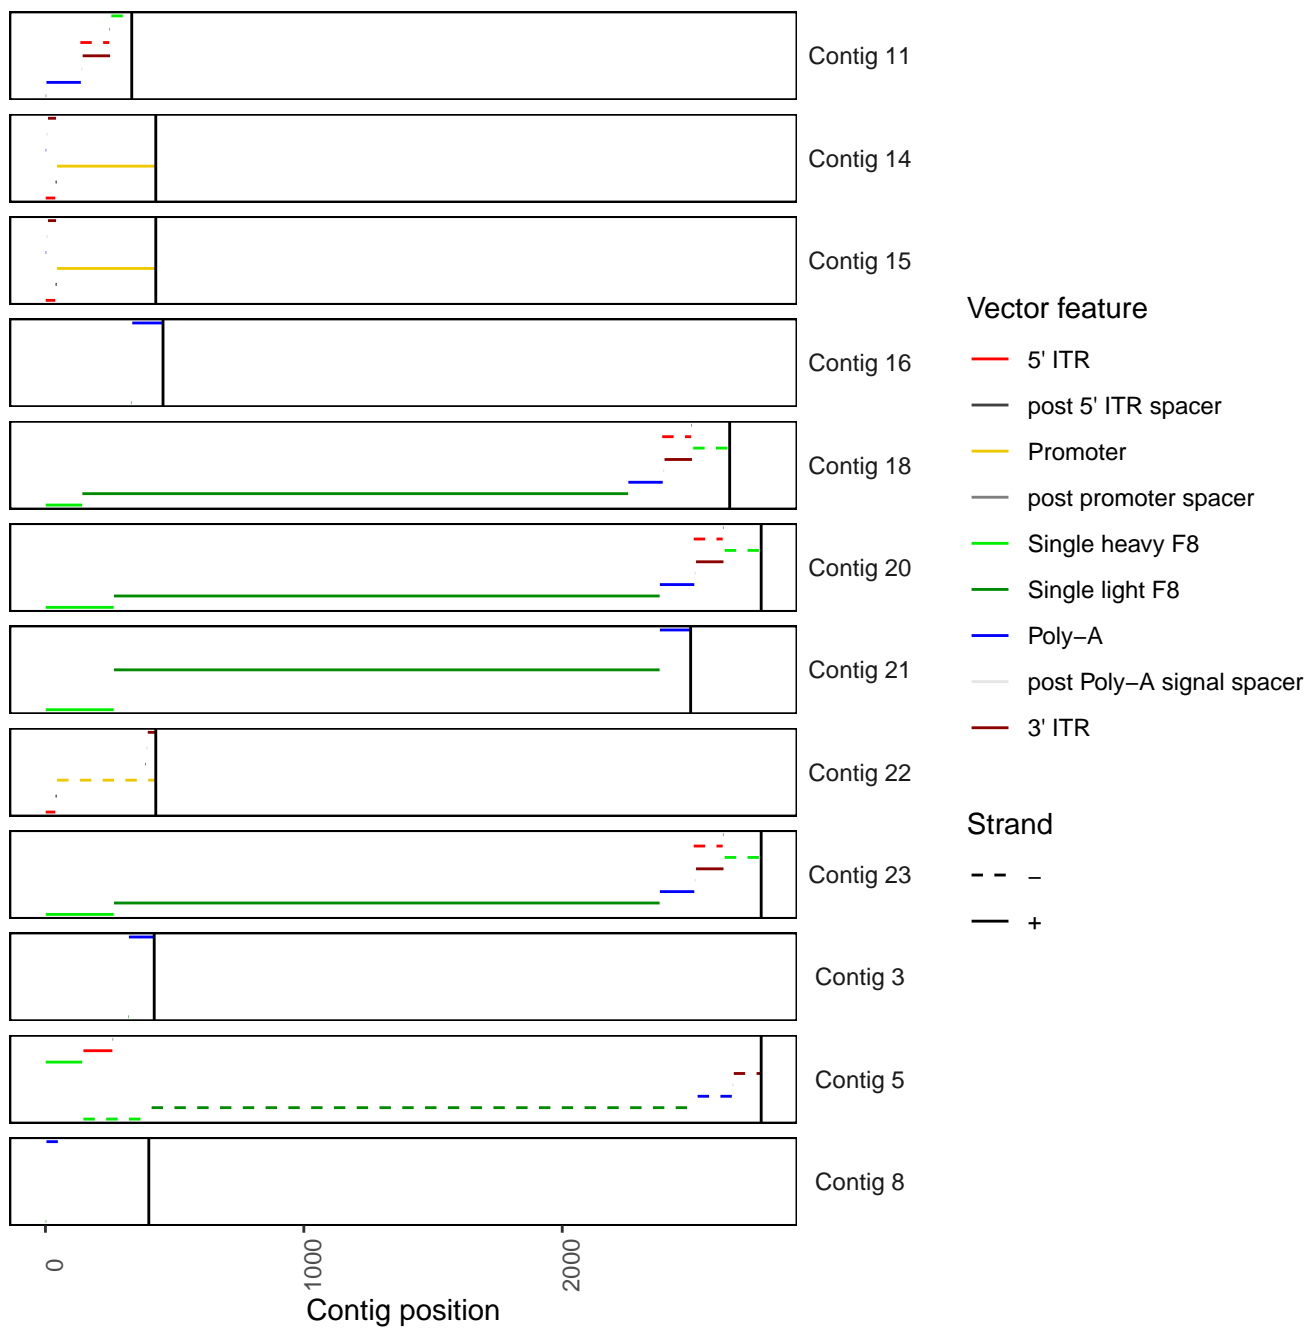 Contig 11
Contig 14
Contig 15
Contig 16
Contig 18
Contig 20
Contig 21
Contig 22
Contig 23
Contig 3
Contig 5
Contig 8
0
1000
2000
Contig position
Vector feature
5' ITR
post 5' ITR spacer
Promoter
post promoter spacer
Single heavy F8
Single light F8
Poly−A
post Poly−A signal spacer
3' ITR
Strand
−
+